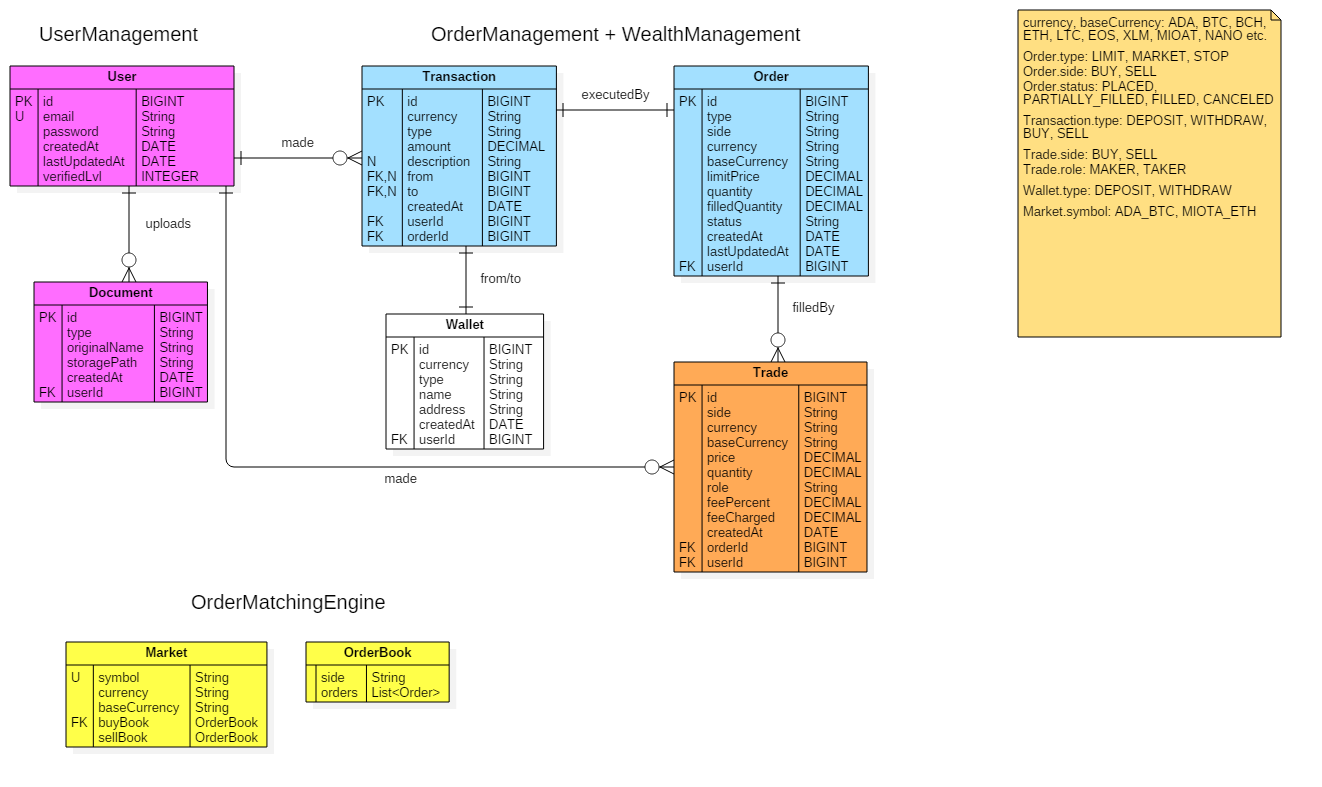 UserManagement
OrderManagement + WealthManagement
User
PK id BIGINT
U email String
password String
createdAt DATE
lastUpdatedAt DATE
verifiedLvl INTEGER
made
Transaction
PK id BIGINT
currency String
type String
amount DECIMAL
N description String
FK,N from BIGINT
FK,N to BIGINT
createdAt DATE
FK userId BIGINT
FK orderId BIGINT
executedBy
Order
PK id BIGINT
type String
side String
currency String
baseCurrency String
limitPrice DECIMAL
quantity DECIMAL
filledQuantity DECIMAL
status String
createdAt DATE
lastUpdatedAt DATE
FK userId BIGINT
currency, baseCurrency: ADA, BTC, BCH,
ETH, LTC, EOS, XLM, MIOAT, NANO etc.
Order.type: LIMIT, MARKET, STOP
Order.side: BUY, SELL
Order.status: PLACED,
PARTIALLY_FILLED, FILLED, CANCELED
Transaction.type: DEPOSIT, WITHDRAW,
BUY, SELL
Trade.side: BUY, SELL
Trade.role: MAKER, TAKER
Wallet.type: DEPOSIT, WITHDRAW
Market.symbol: ADA_BTC, MIOTA_ETH
uploads
from/to
filledBy
Document
PK id BIGINT
type String
originalName String
storagePath String
createdAt DATE
FK userId BIGINT
Wallet
PK id BIGINT
currency String
type String
name String
address String
createdAt DATE
FK userId BIGINT
Trade
PK id BIGINT
side String
currency String
baseCurrency String
price DECIMAL
quantity DECIMAL
role String
feePercent DECIMAL
feeCharged DECIMAL
createdAt DATE
FK orderId BIGINT
FK userId BIGINT
made
OrderMatchingEngine
Market
U symbol String
currency String
baseCurrency String
FK buyBook OrderBook
sellBook OrderBook
OrderBook
side String
orders List<Order>